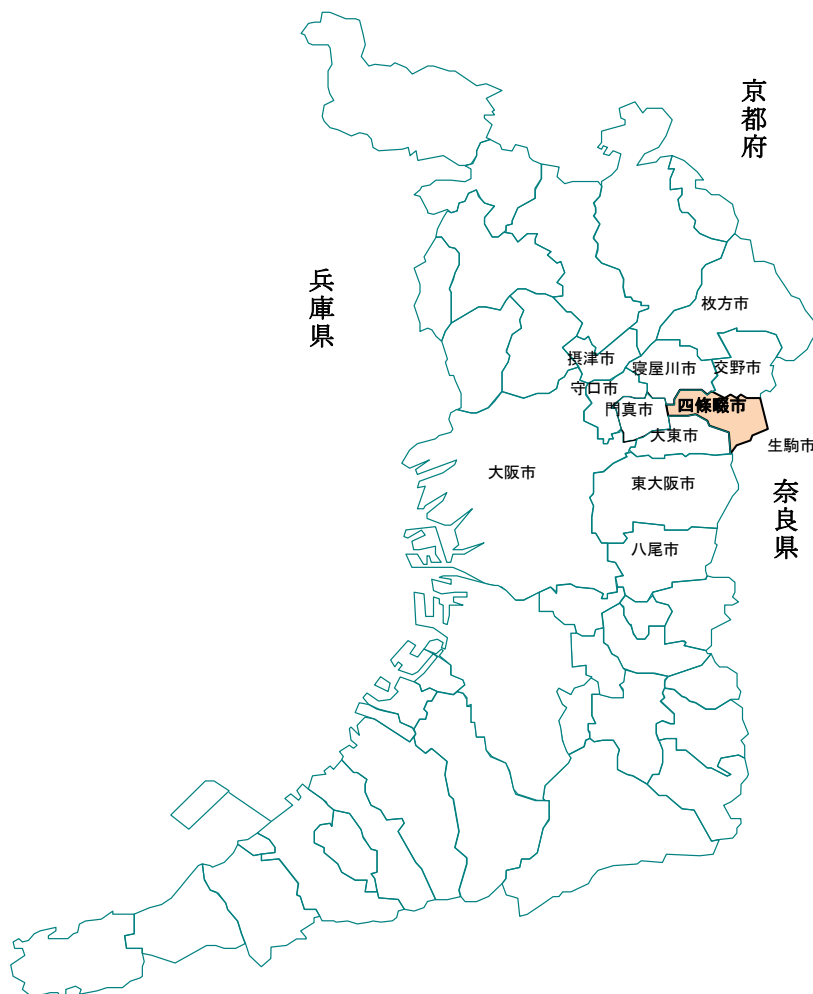 京都府
兵庫県
枚方市
摂津市
寝屋川市
交野市
守口市
門真市
四條畷市
大東市
生駒市
大阪市
東大阪市
奈良県
八尾市